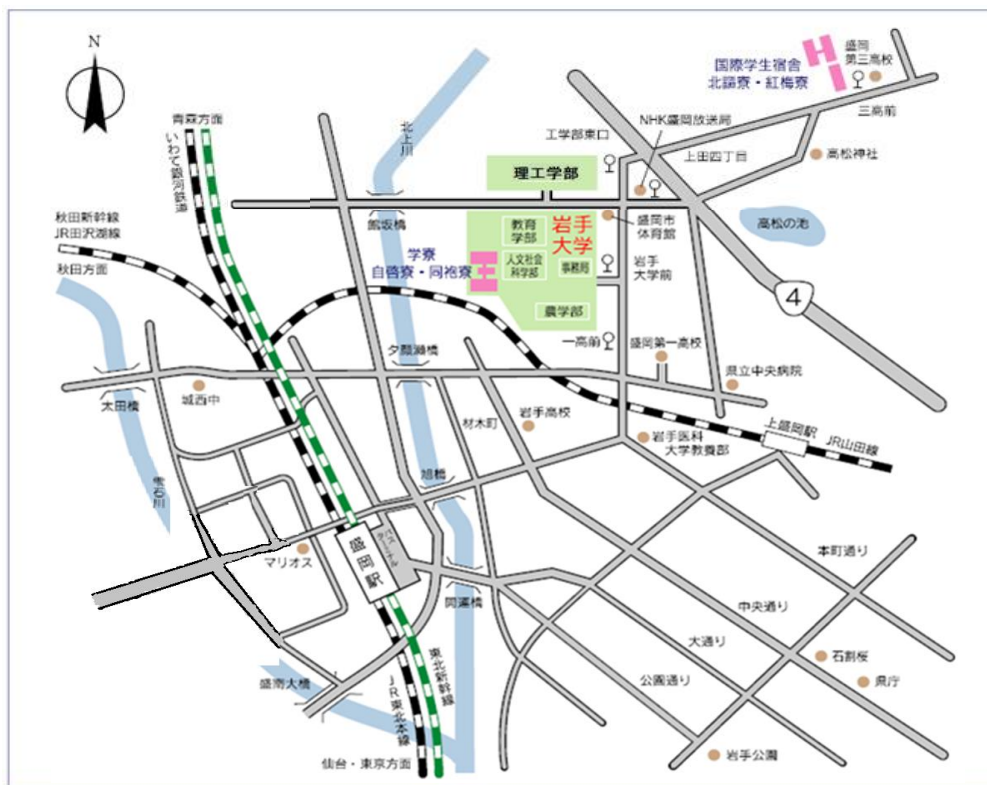 N
青森方面
いわて銀河鉄道
秋田新幹線
JR田沢湖線
秋田方面
北上川
国際学生宿舎
北謳寮・紅梅寮
盛岡
第三高校
三高前
NHK盛岡放送局
工学部東口
上田四丁目
高松神社
理工学部
館坂橋
教育
学部
岩手
大学
盛岡市
体育館
高松の池
学寮
自啓寮・同袍寮
人文社会
科学部
事務局
岩手
大学前
4
農学部
一高前
盛岡第一高校
夕顔瀬橋
県立中央病院
太田橋
城西中
材木町
岩手高校
上盛岡駅
JR山田線
岩手医科
大学教養部
雫石川
旭橋
マリオス
盛岡駅
バスターミナル
開運橋
本町通り
中央通り
大通り
石割桜
県庁
公園通り
盛南大橋
東北新幹線
JR東北本線
仙台・東京方面
岩手公園